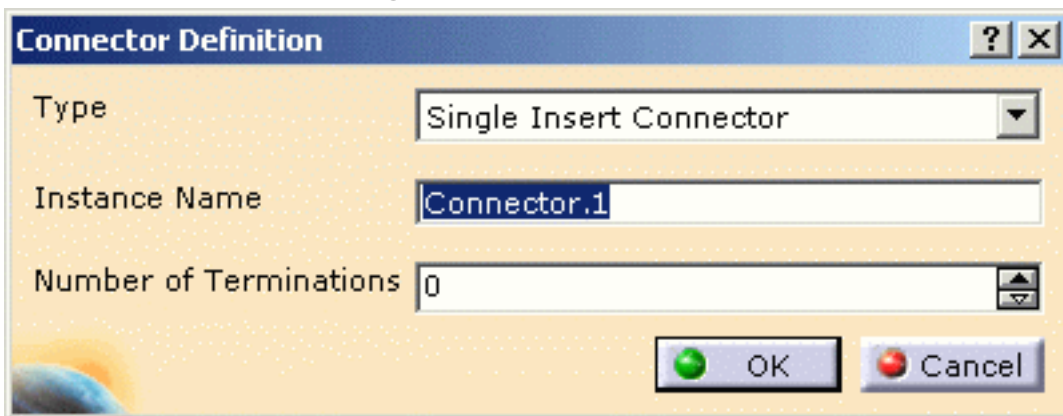 Connector Definition ? X
Type Single Insert Connector
Instance Name Connector.1
Number of Terminations 0
OK Cancel